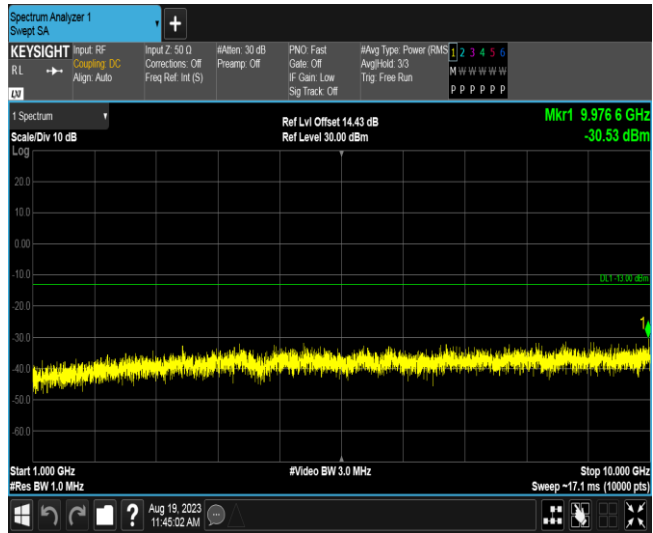 Spectrum Analyzer 1
Swept SA
+
KEYSIGHT Input: RF Input Z: 50 Ω #Atten: 30 dB PNO: Fast #Avg Type: Power (RMS 1 2 3 4 5 6
RL Coupling: DC Corrections: Off Preamp: Off Gate: Off Avg|Hold: 3/3 M W W W W W
Align: Auto Freq Ref: Int (S) IF Gain: Low Trig: Free Run
LXI Sig Track: Off P P P P P P
1 Spectrum Ref Lvl Offset 14.43 dB Mkr1 9.976 6 GHz
Scale/Div 10 dB Ref Level 30.00 dBm -30.53 dBm
Log
20.0
10.0
0.00
-10.0
DL1 -13.00 dBm
-20.0
1
-30.0
-40.0
-50.0
-60.0
Start 1.000 GHz #Video BW 3.0 MHz Stop 10.000 GHz
#Res BW 1.0 MHz Sweep ~17.1 ms (10000 pts)
? Aug 19, 2023
11:45:02 AM